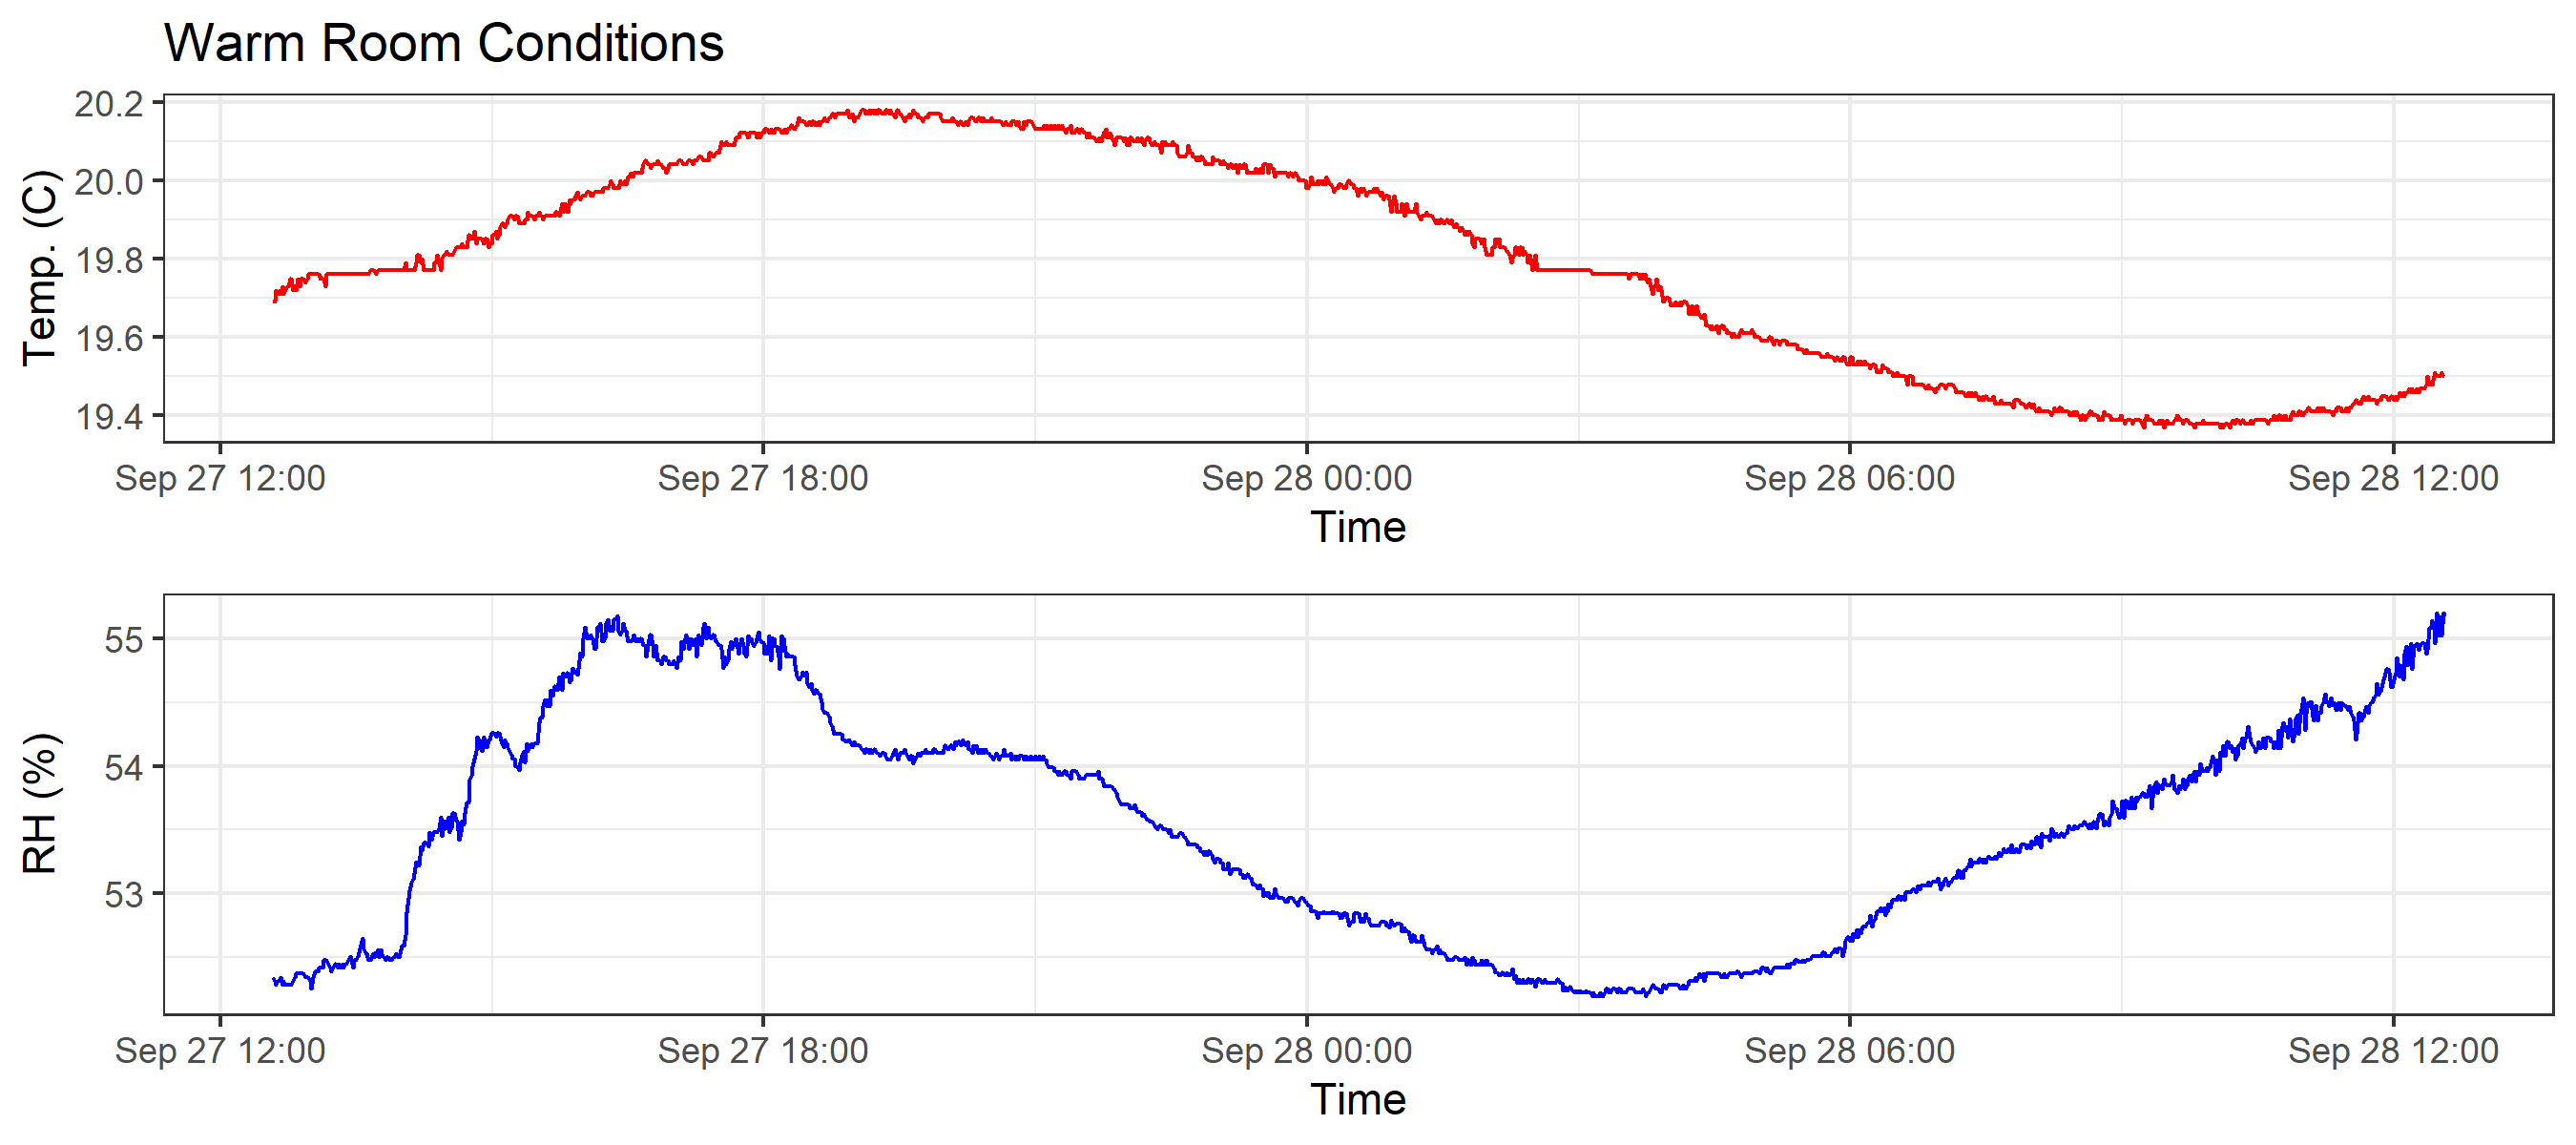 Warm Room Conditions
Temp. (C)
20.2
20.0
19.8
19.6
19.4
Sep 27 12:00 Sep 27 18:00 Sep 28 00:00 Sep 28 06:00 Sep 28 12:00
Time
RH (%)
55
54
53
Sep 27 12:00 Sep 27 18:00 Sep 28 00:00 Sep 28 06:00 Sep 28 12:00
Time